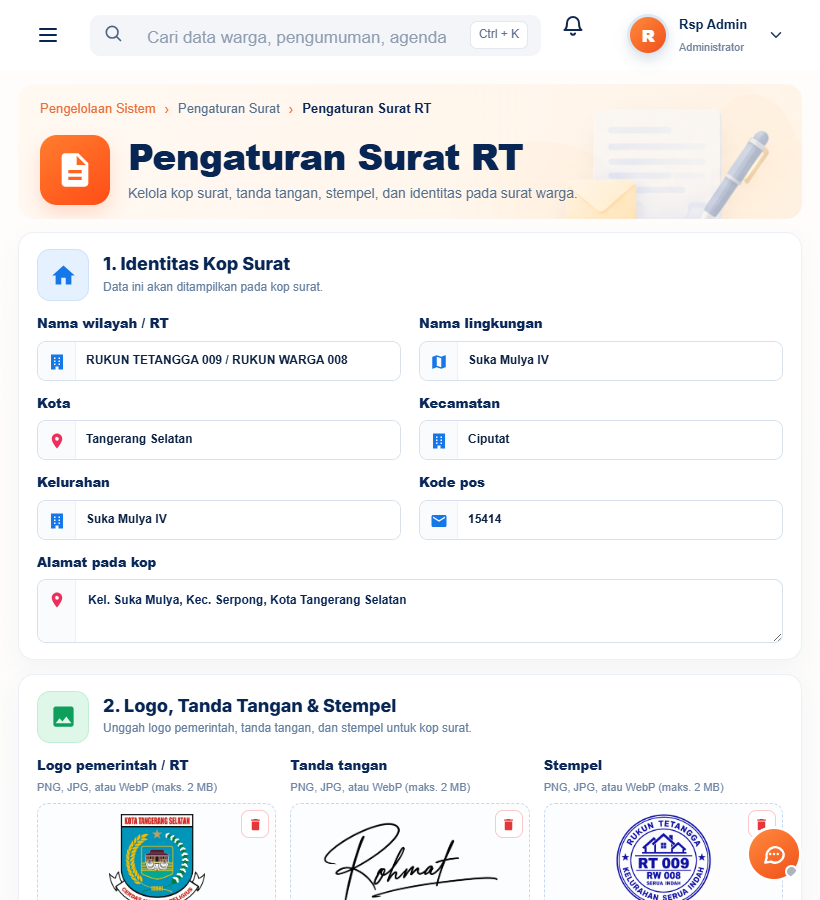 Cari data warga, pengumuman, agenda
Ctrl + K
R
Rsp Admin
Administrator
Pengelolaan Sistem › Pengaturan Surat › Pengaturan Surat RT
Pengaturan Surat RT
Kelola kop surat, tanda tangan, stempel, dan identitas pada surat warga.
1. Identitas Kop Surat
Data ini akan ditampilkan pada kop surat.
Nama wilayah / RT
RUKUN TETANGGA 009 / RUKUN WARGA 008
Nama lingkungan
Suka Mulya IV
Kota
Tangerang Selatan
Kecamatan
Ciputat
Kelurahan
Suka Mulya IV
Kode pos
15414
Alamat pada kop
Kel. Suka Mulya, Kec. Serpong, Kota Tangerang Selatan
2. Logo, Tanda Tangan & Stempel
Unggah logo pemerintah, tanda tangan, dan stempel untuk kop surat.
Logo pemerintah / RT
PNG, JPG, atau WebP (maks. 2 MB)
KOTA TANGERANG SELATAN
Tanda tangan
PNG, JPG, atau WebP (maks. 2 MB)
Rohmat
Stempel
PNG, JPG, atau WebP (maks. 2 MB)
RUKUN TETANGGA
RT 009
RW 008
SERUA INDAH
KELURAHAN SERUA INDAH